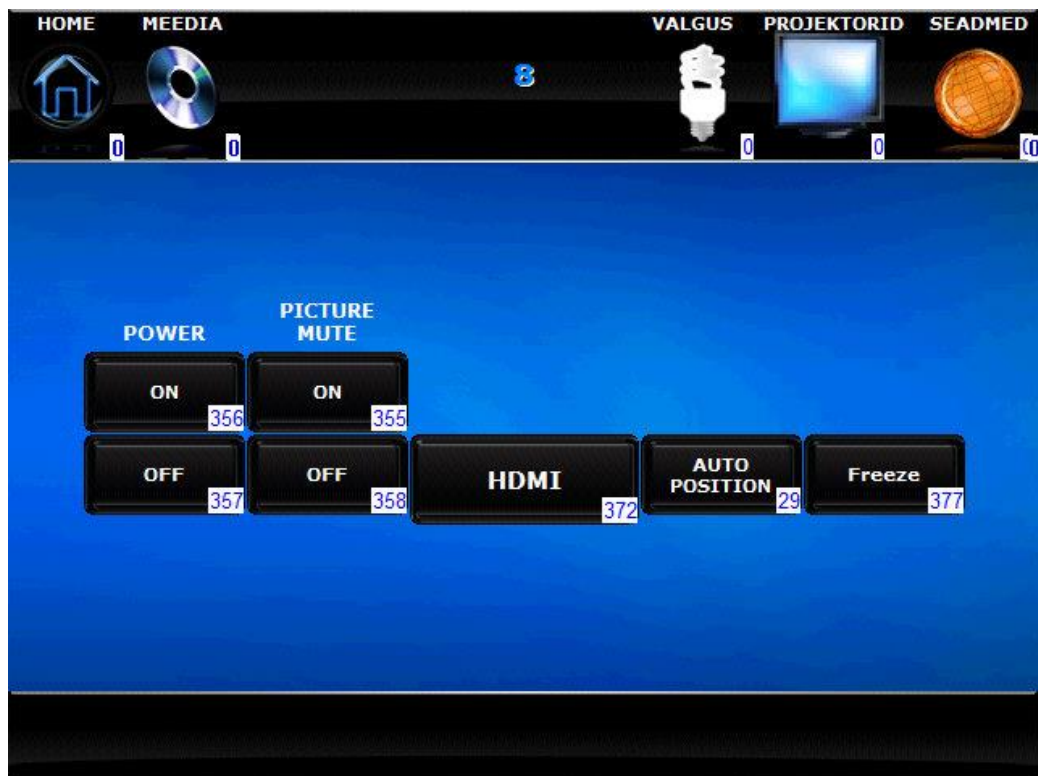 HOME MEEDIA VALGUS PROJEKTORID SEADMED
8
0 0 0 0 0
PICTURE
POWER MUTE
ON ON
356 355
OFF OFF HDMI AUTO POSITION Freeze
357 358 372 29 377